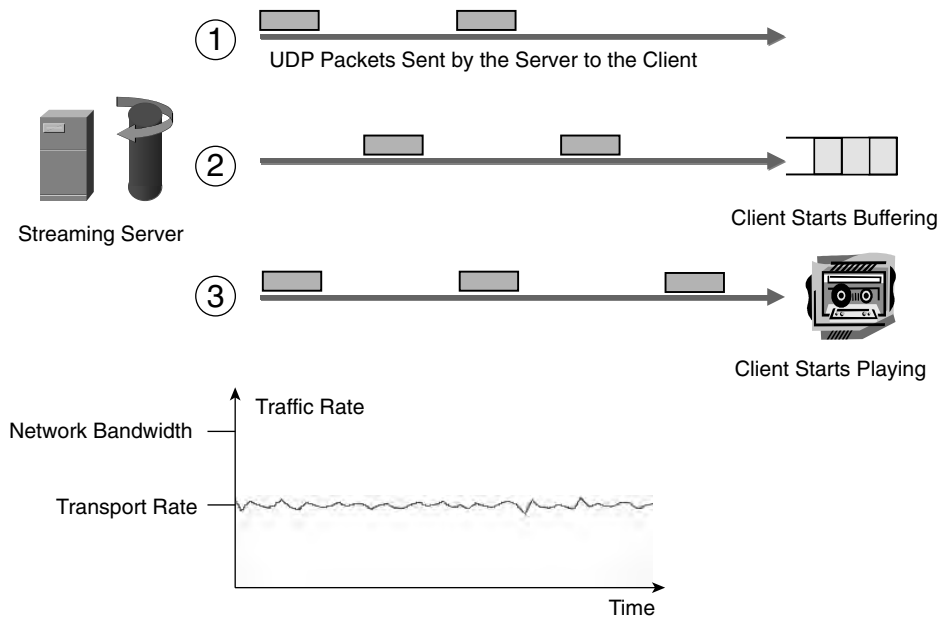 1
UDP Packets Sent by the Server to the Client
2
Streaming Server
Client Starts Buffering
3
Client Starts Playing
Traffic Rate
Network Bandwidth
Transport Rate
Time